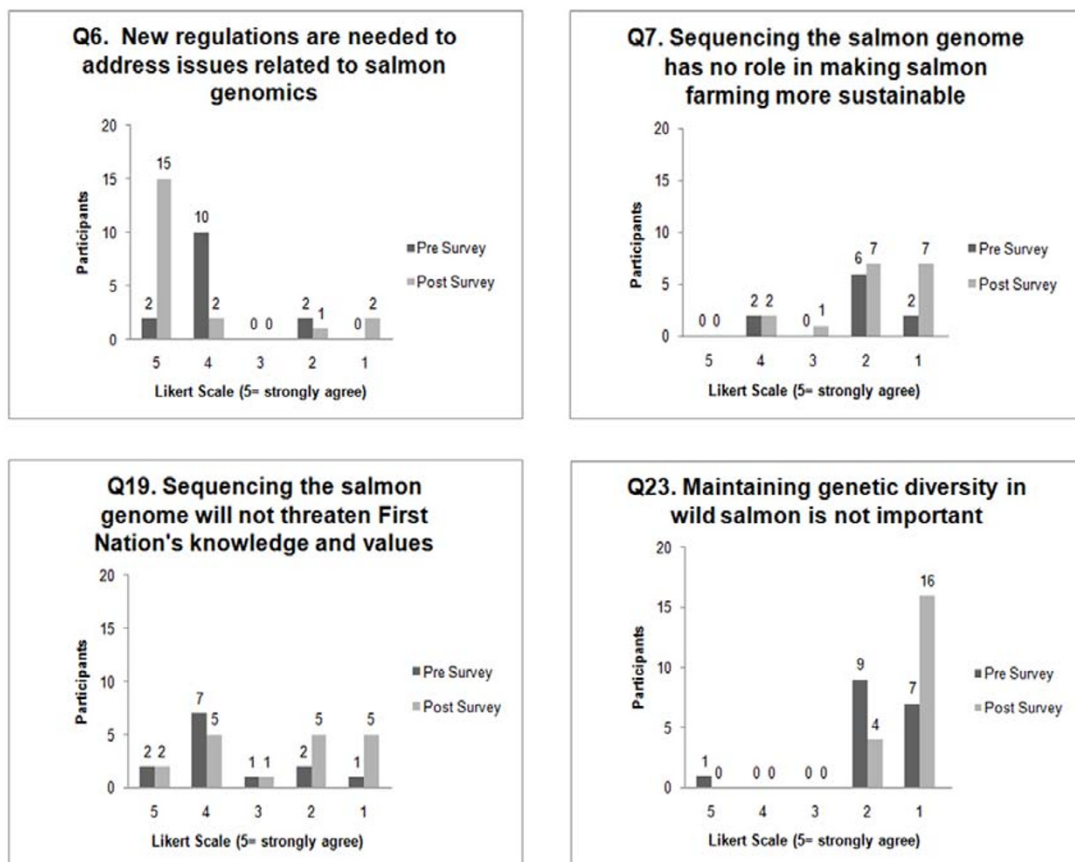 Q6. New regulations are needed to
address issues related to salmon
genomics
20
15
10
5
0
Participants
2
15
10
2
0 0
2
1
0
2
5 4 3 2 1
Likert Scale (5= strongly agree)
Pre Survey
Post Survey
Q7. Sequencing the salmon genome
has no role in making salmon
farming more sustainable
20
15
10
5
0
Participants
0 0
2 2
0
1
6
7
2
7
5 4 3 2 1
Likert Scale (5= strongly agree)
Pre Survey
Post Survey
Q19. Sequencing the salmon
genome will not threaten First
Nation's knowledge and values
20
15
10
5
0
Participants
2 2
7
5
1 1
2
5
1
5
5 4 3 2 1
Likert Scale (5= strongly agree)
Pre Survey
Post Survey
Q23. Maintaining genetic diversity in
wild salmon is not important
20
15
10
5
0
Participants
1
0
0 0
0 0
9
4
7
16
5 4 3 2 1
Likert Scale (5= strongly agree)
Pre Survey
Post Survey